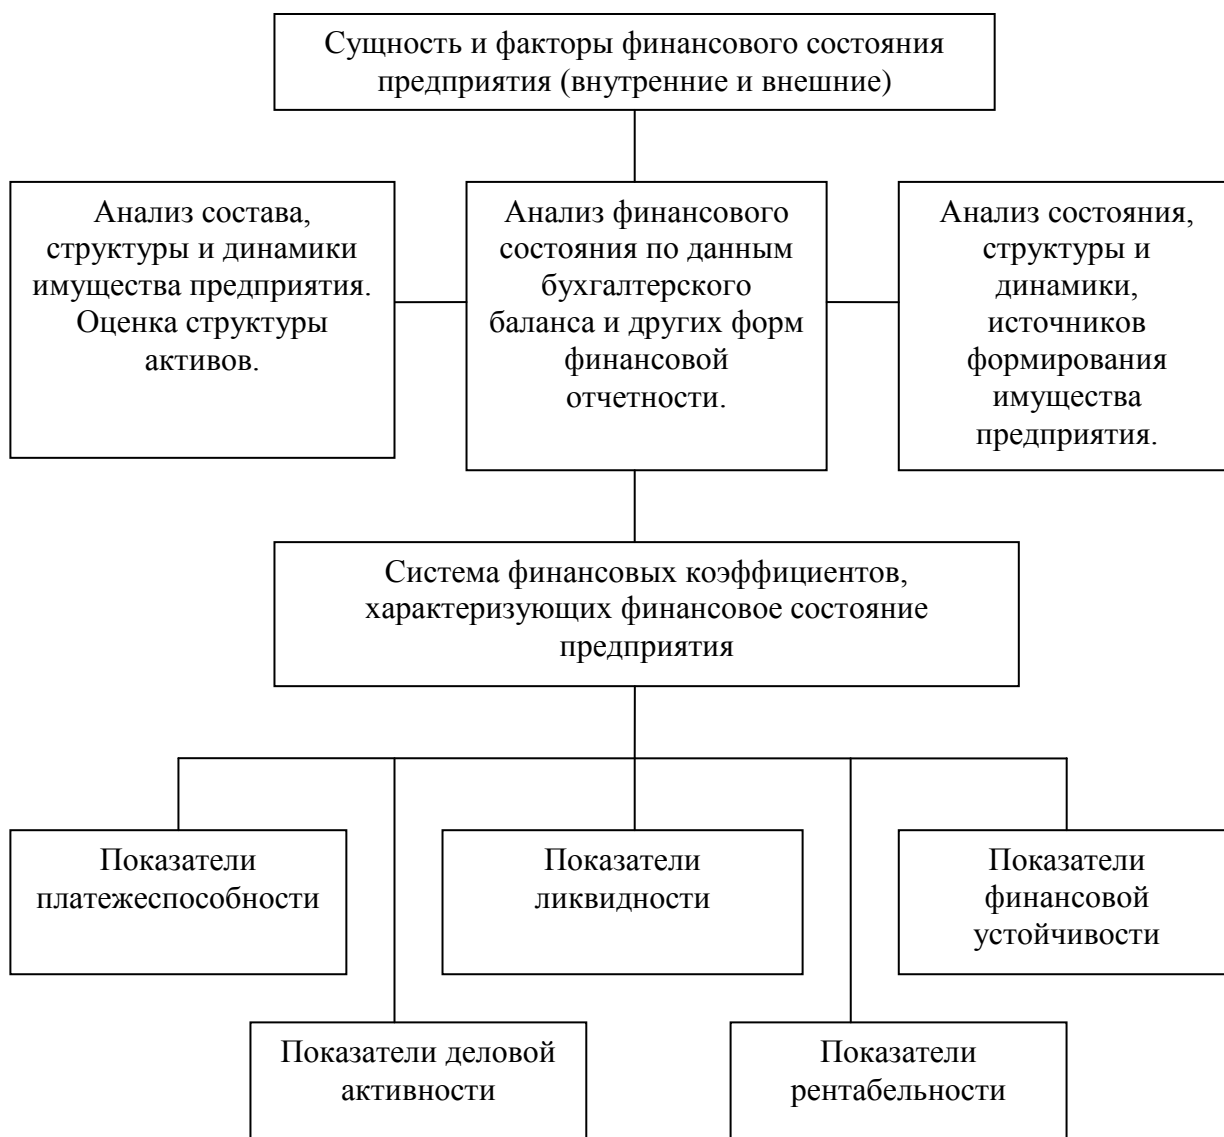 Сущность и факторы финансового состояния
предприятия (внутренние и внешние)
Анализ состава,
структуры и динамики
имущества предприятия.
Оценка структуры
активов.
Анализ финансового
состояния по данным
бухгалтерского
баланса и других форм
финансовой
отчетности.
Анализ состояния,
структуры и
динамики,
источников
формирования
имущества
предприятия.
Система финансовых коэффициентов,
характеризующих финансовое состояние
предприятия
Показатели
платежеспособности
Показатели
ликвидности
Показатели
финансовой
устойчивости
Показатели деловой
активности
Показатели
рентабельности